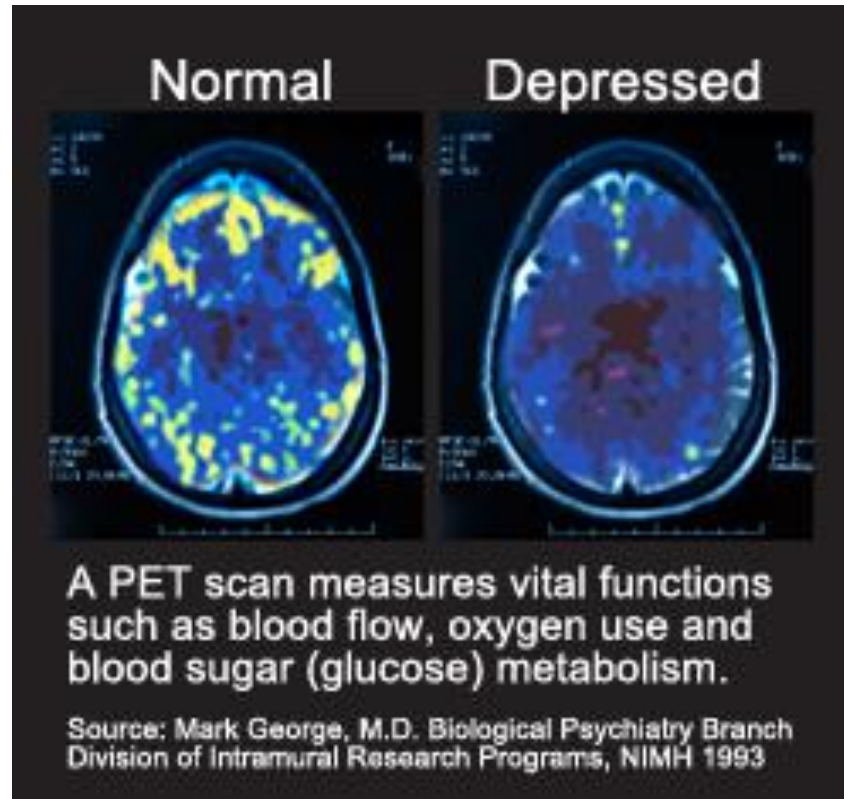 Normal
Depressed
A PET scan measures vital functions
such as blood flow, oxygen use and
blood sugar (glucose) metabolism.
Source: Mark George, M.D. Biological Psychiatry Branch
Division of Intramural Research Programs, NIMH 1993